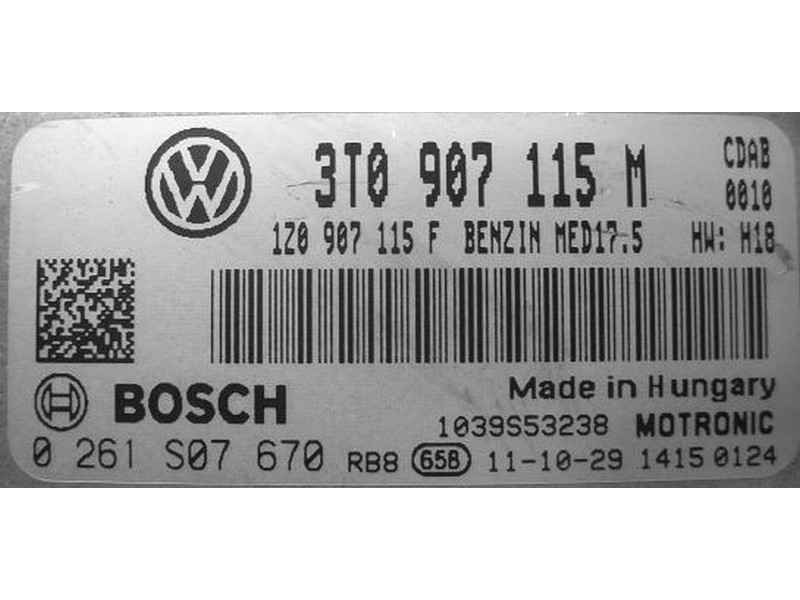 3T0 907 115 M CDAB
0010
1Z0 907 115 F BENZIN MED17.5 HW: H18
BOSCH Made in Hungary
1039S53238 MOTRONIC
0 261 S07 670 RB8 658 11-10-29 1415 0124